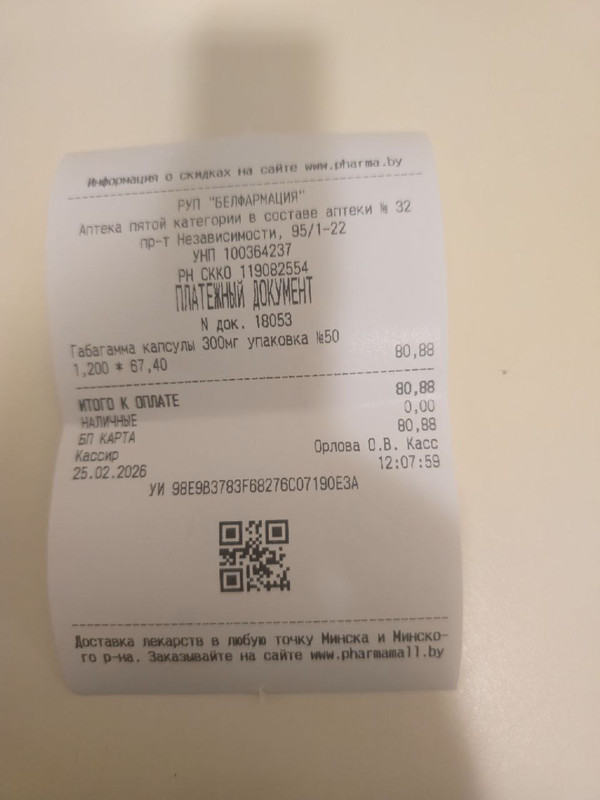 Информация о скидках на сайте www.pharma.by
РУП "БЕЛФАРМАЦИЯ"
Аптека пятой категории в составе аптеки № 32
пр-т Независимости, 95/1-22
УНП 100364237
РН СККО 119082554
ПЛАТЕЖНЫЙ ДОКУМЕНТ
N док. 18053
Габагамма капсулы 300мг упаковка №50
1,200 * 67,40 80,88
ИТОГО К ОПЛАТЕ 80,88
НАЛИЧНЫЕ 0,00
БП КАРТА 80,88
Кассир Орлова О.В. Касс
25.02.2026 12:07:59
УИ 98E9B3783F68276C07190E3A
Доставка лекарств в любую точку Минска и Минско-
го р-на. Заказывайте на сайте www.pharmamall.by